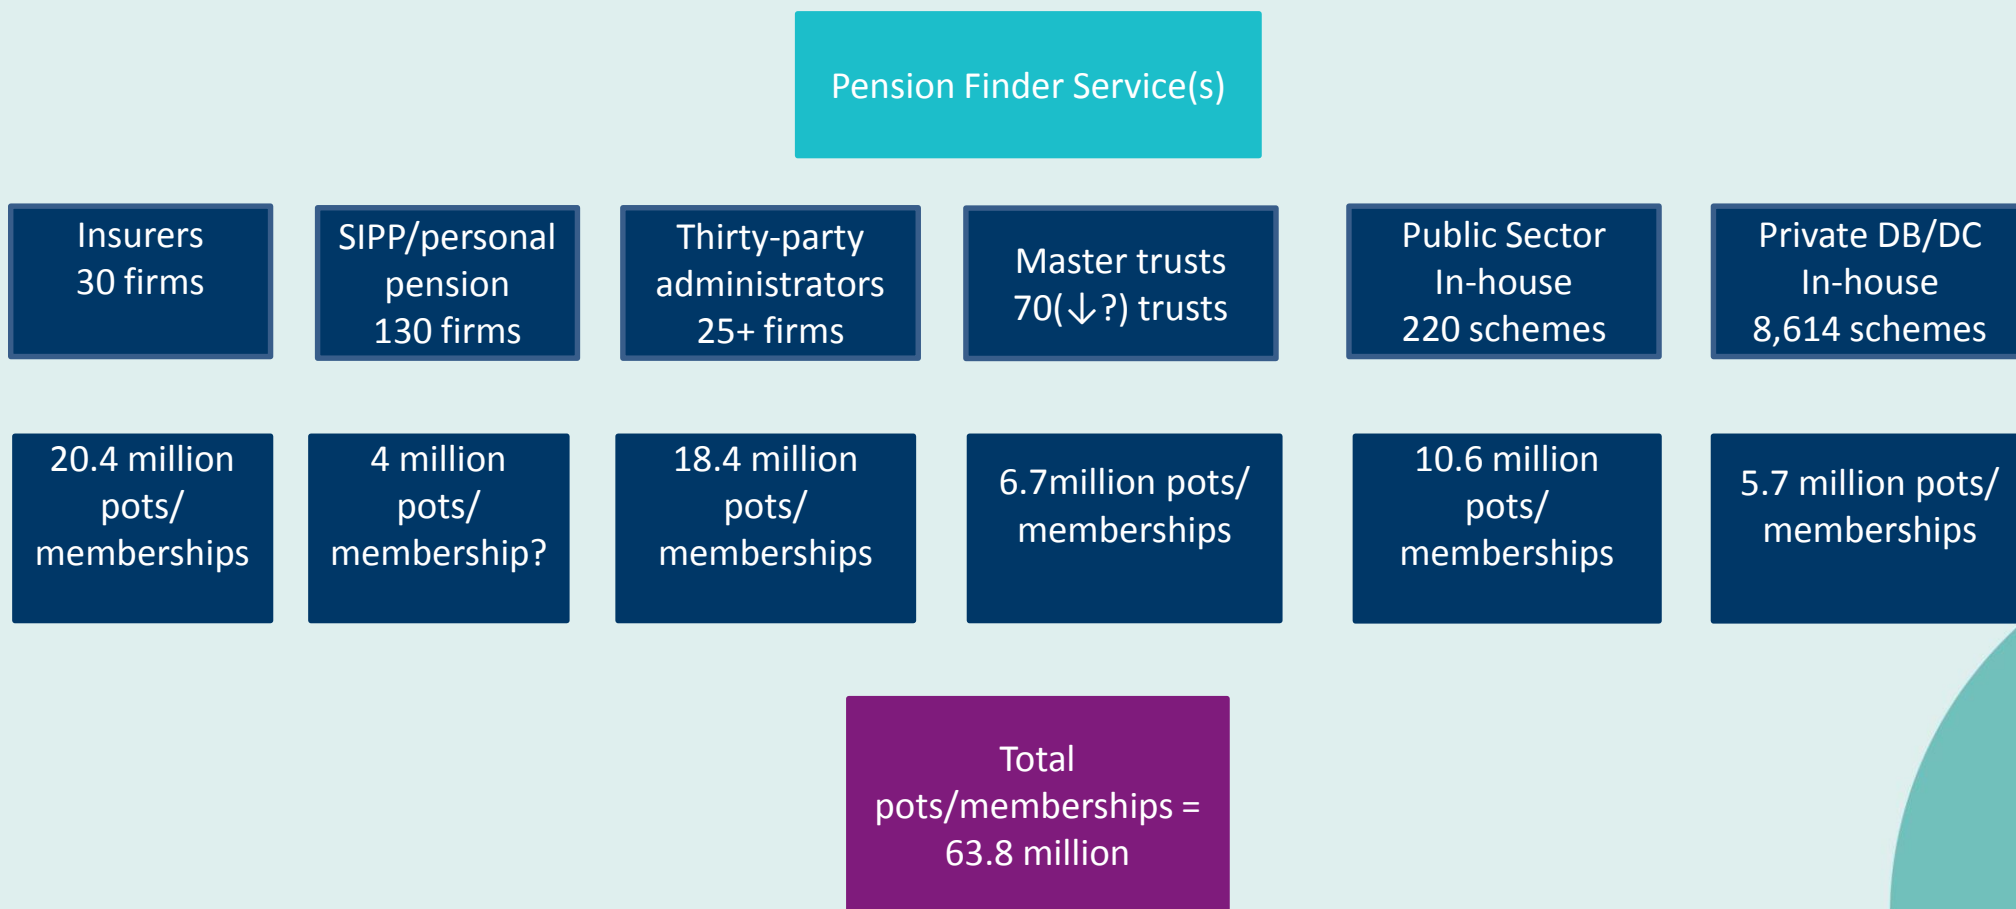 Pension Finder Service(s)
Insurers
30 firms
SIPP/personal
pension
130 firms
Thirty-party
administrators
25+ firms
Master trusts
70(↓?) trusts
Public Sector
In-house
220 schemes
Private DB/DC
In-house
8,614 schemes
20.4 million
pots/
memberships
4 million
pots/
membership?
18.4 million
pots/
memberships
6.7million pots/
memberships
10.6 million
pots/
memberships
5.7 million pots/
memberships
Total
pots/memberships =
63.8 million